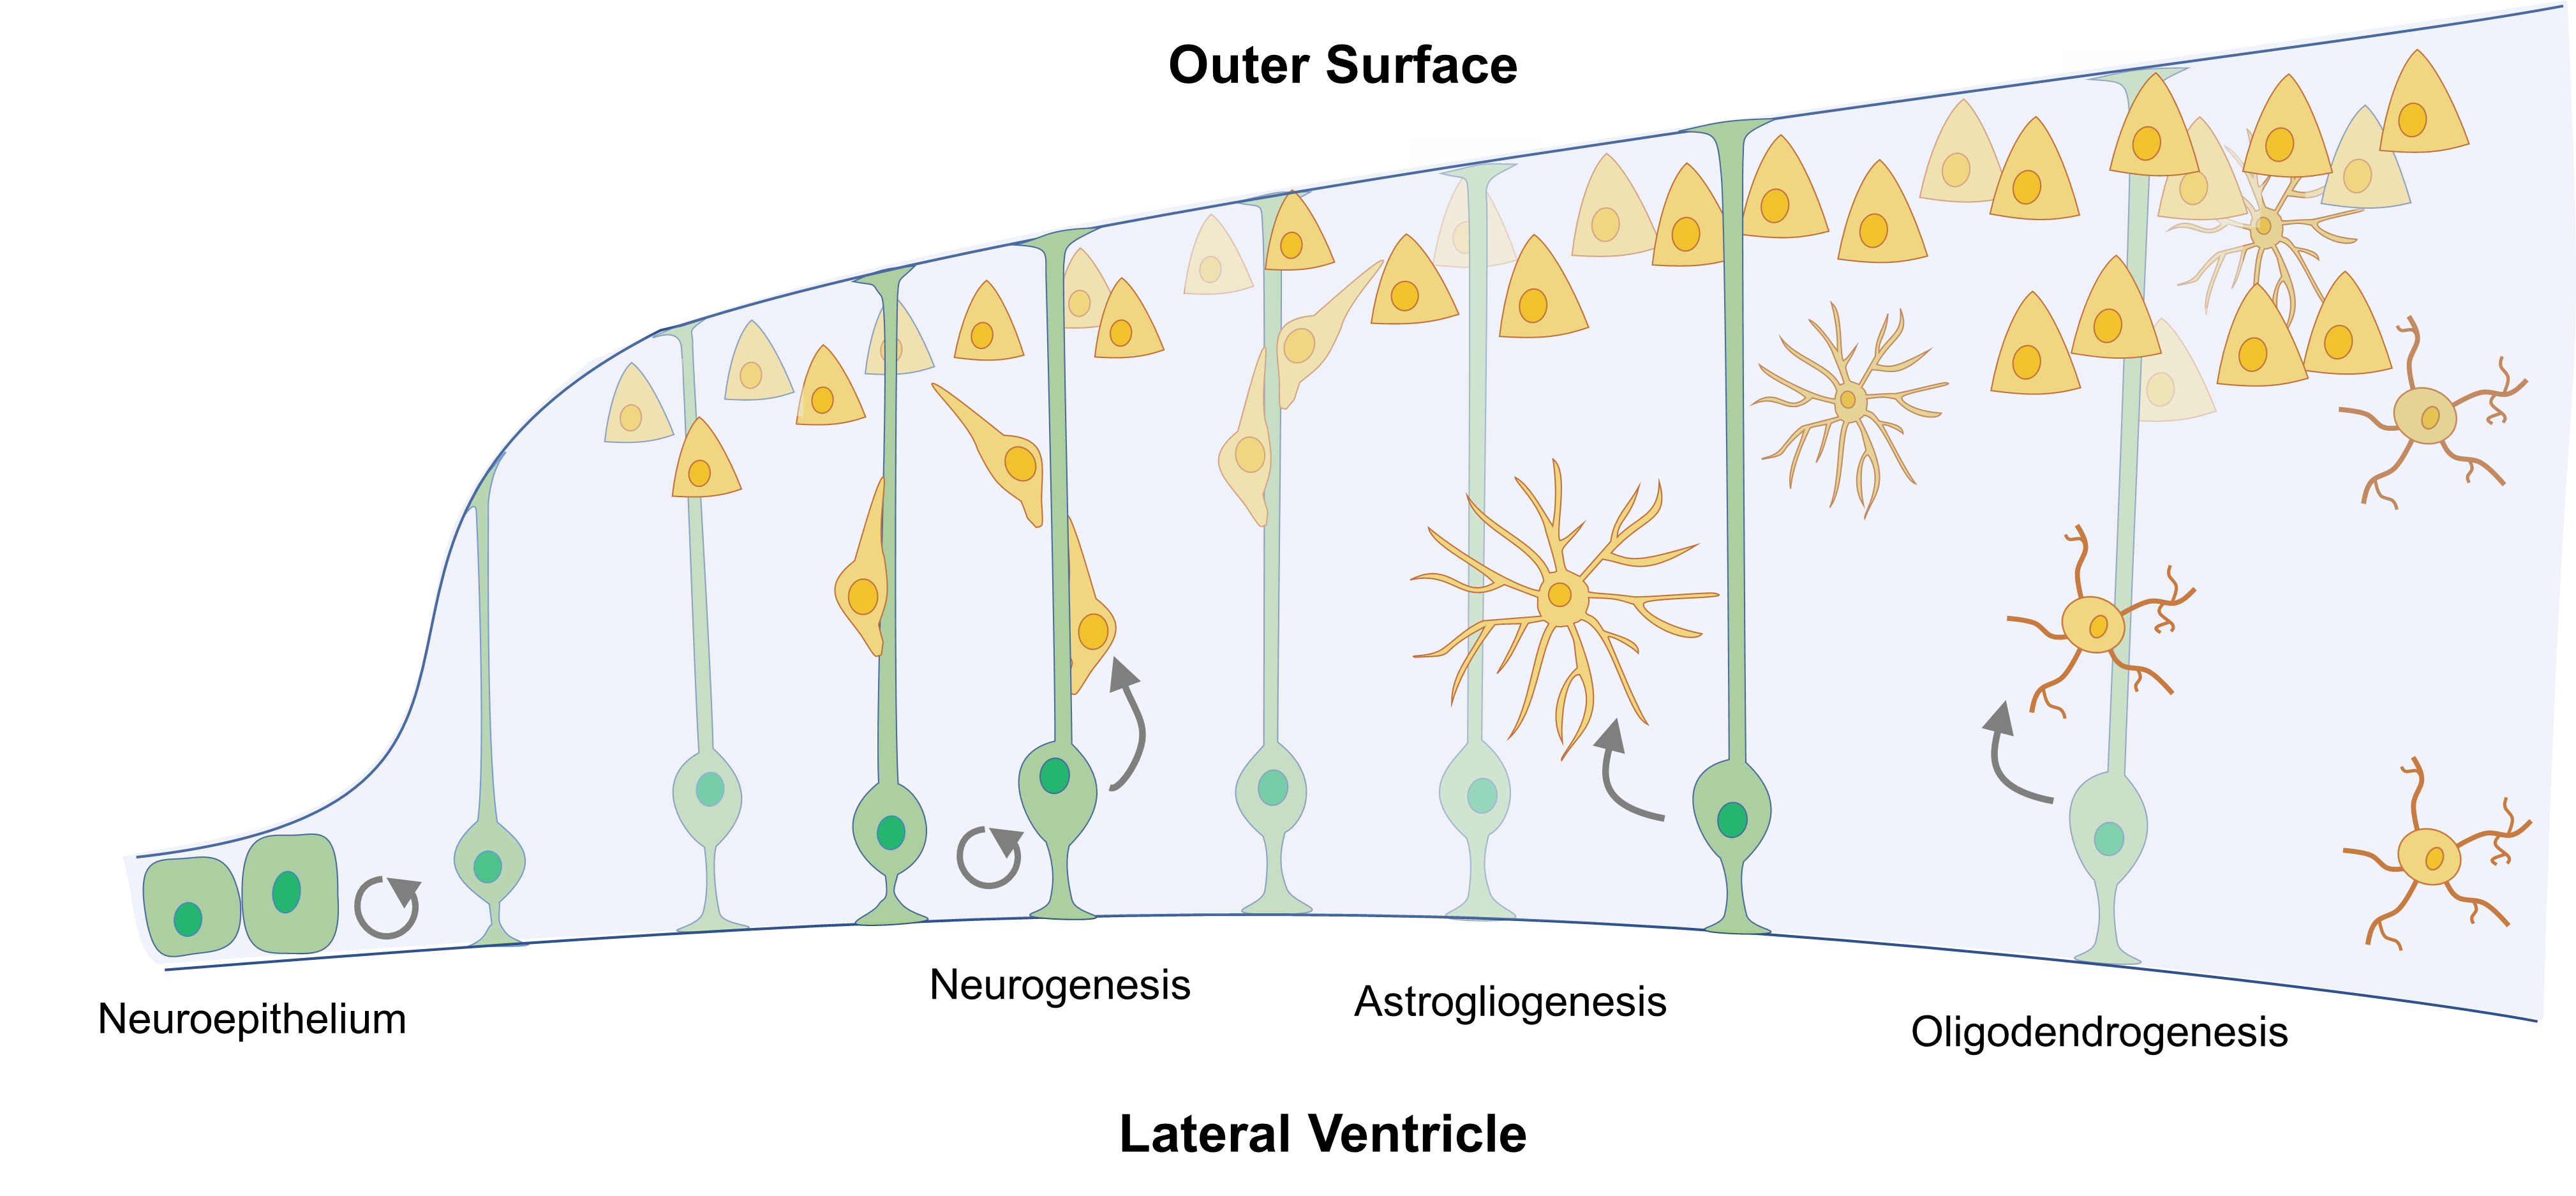 Outer Surface
Neuroepithelium
Neurogenesis
Astrogliogenesis
Oligodendrogenesis
Lateral Ventricle